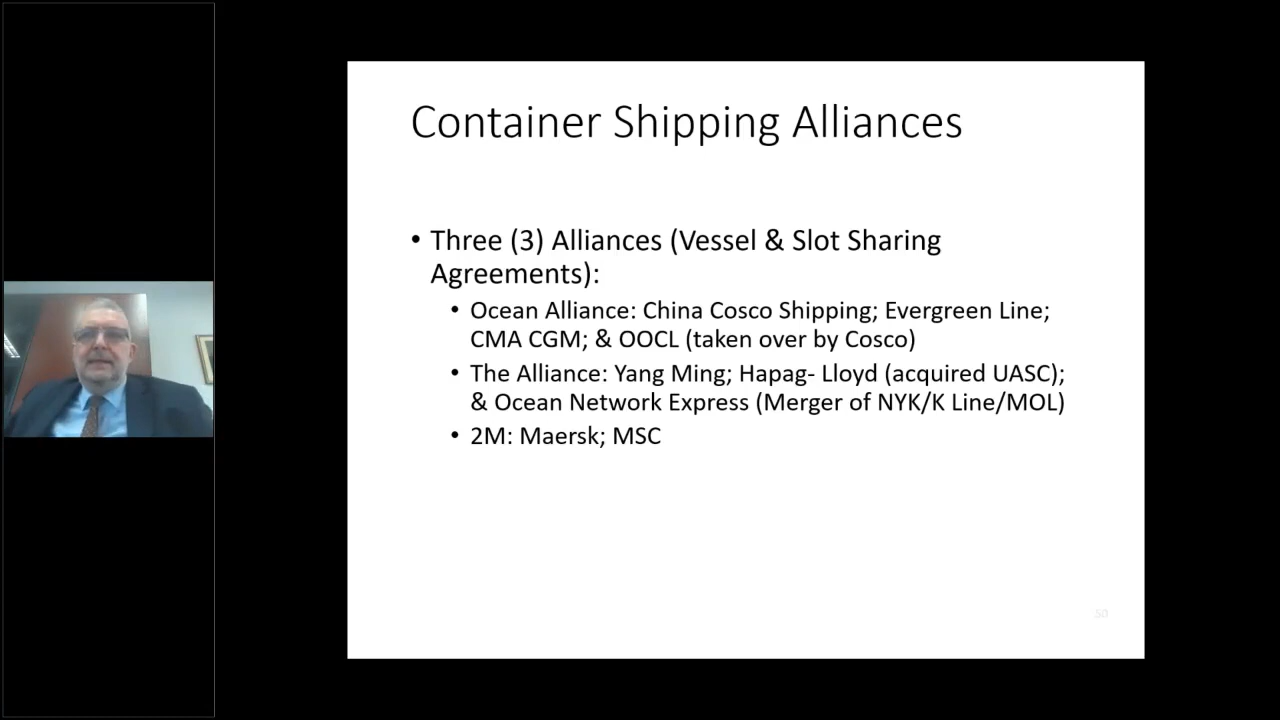 Container Shipping Alliances
• Three (3) Alliances (Vessel & Slot Sharing
Agreements):
• Ocean Alliance: China Cosco Shipping; Evergreen Line;
CMA CGM; & OOCL (taken over by Cosco)
• The Alliance: Yang Ming; Hapag- Lloyd (acquired UASC);
& Ocean Network Express (Merger of NYK/K Line/MOL)
• 2M: Maersk; MSC
50